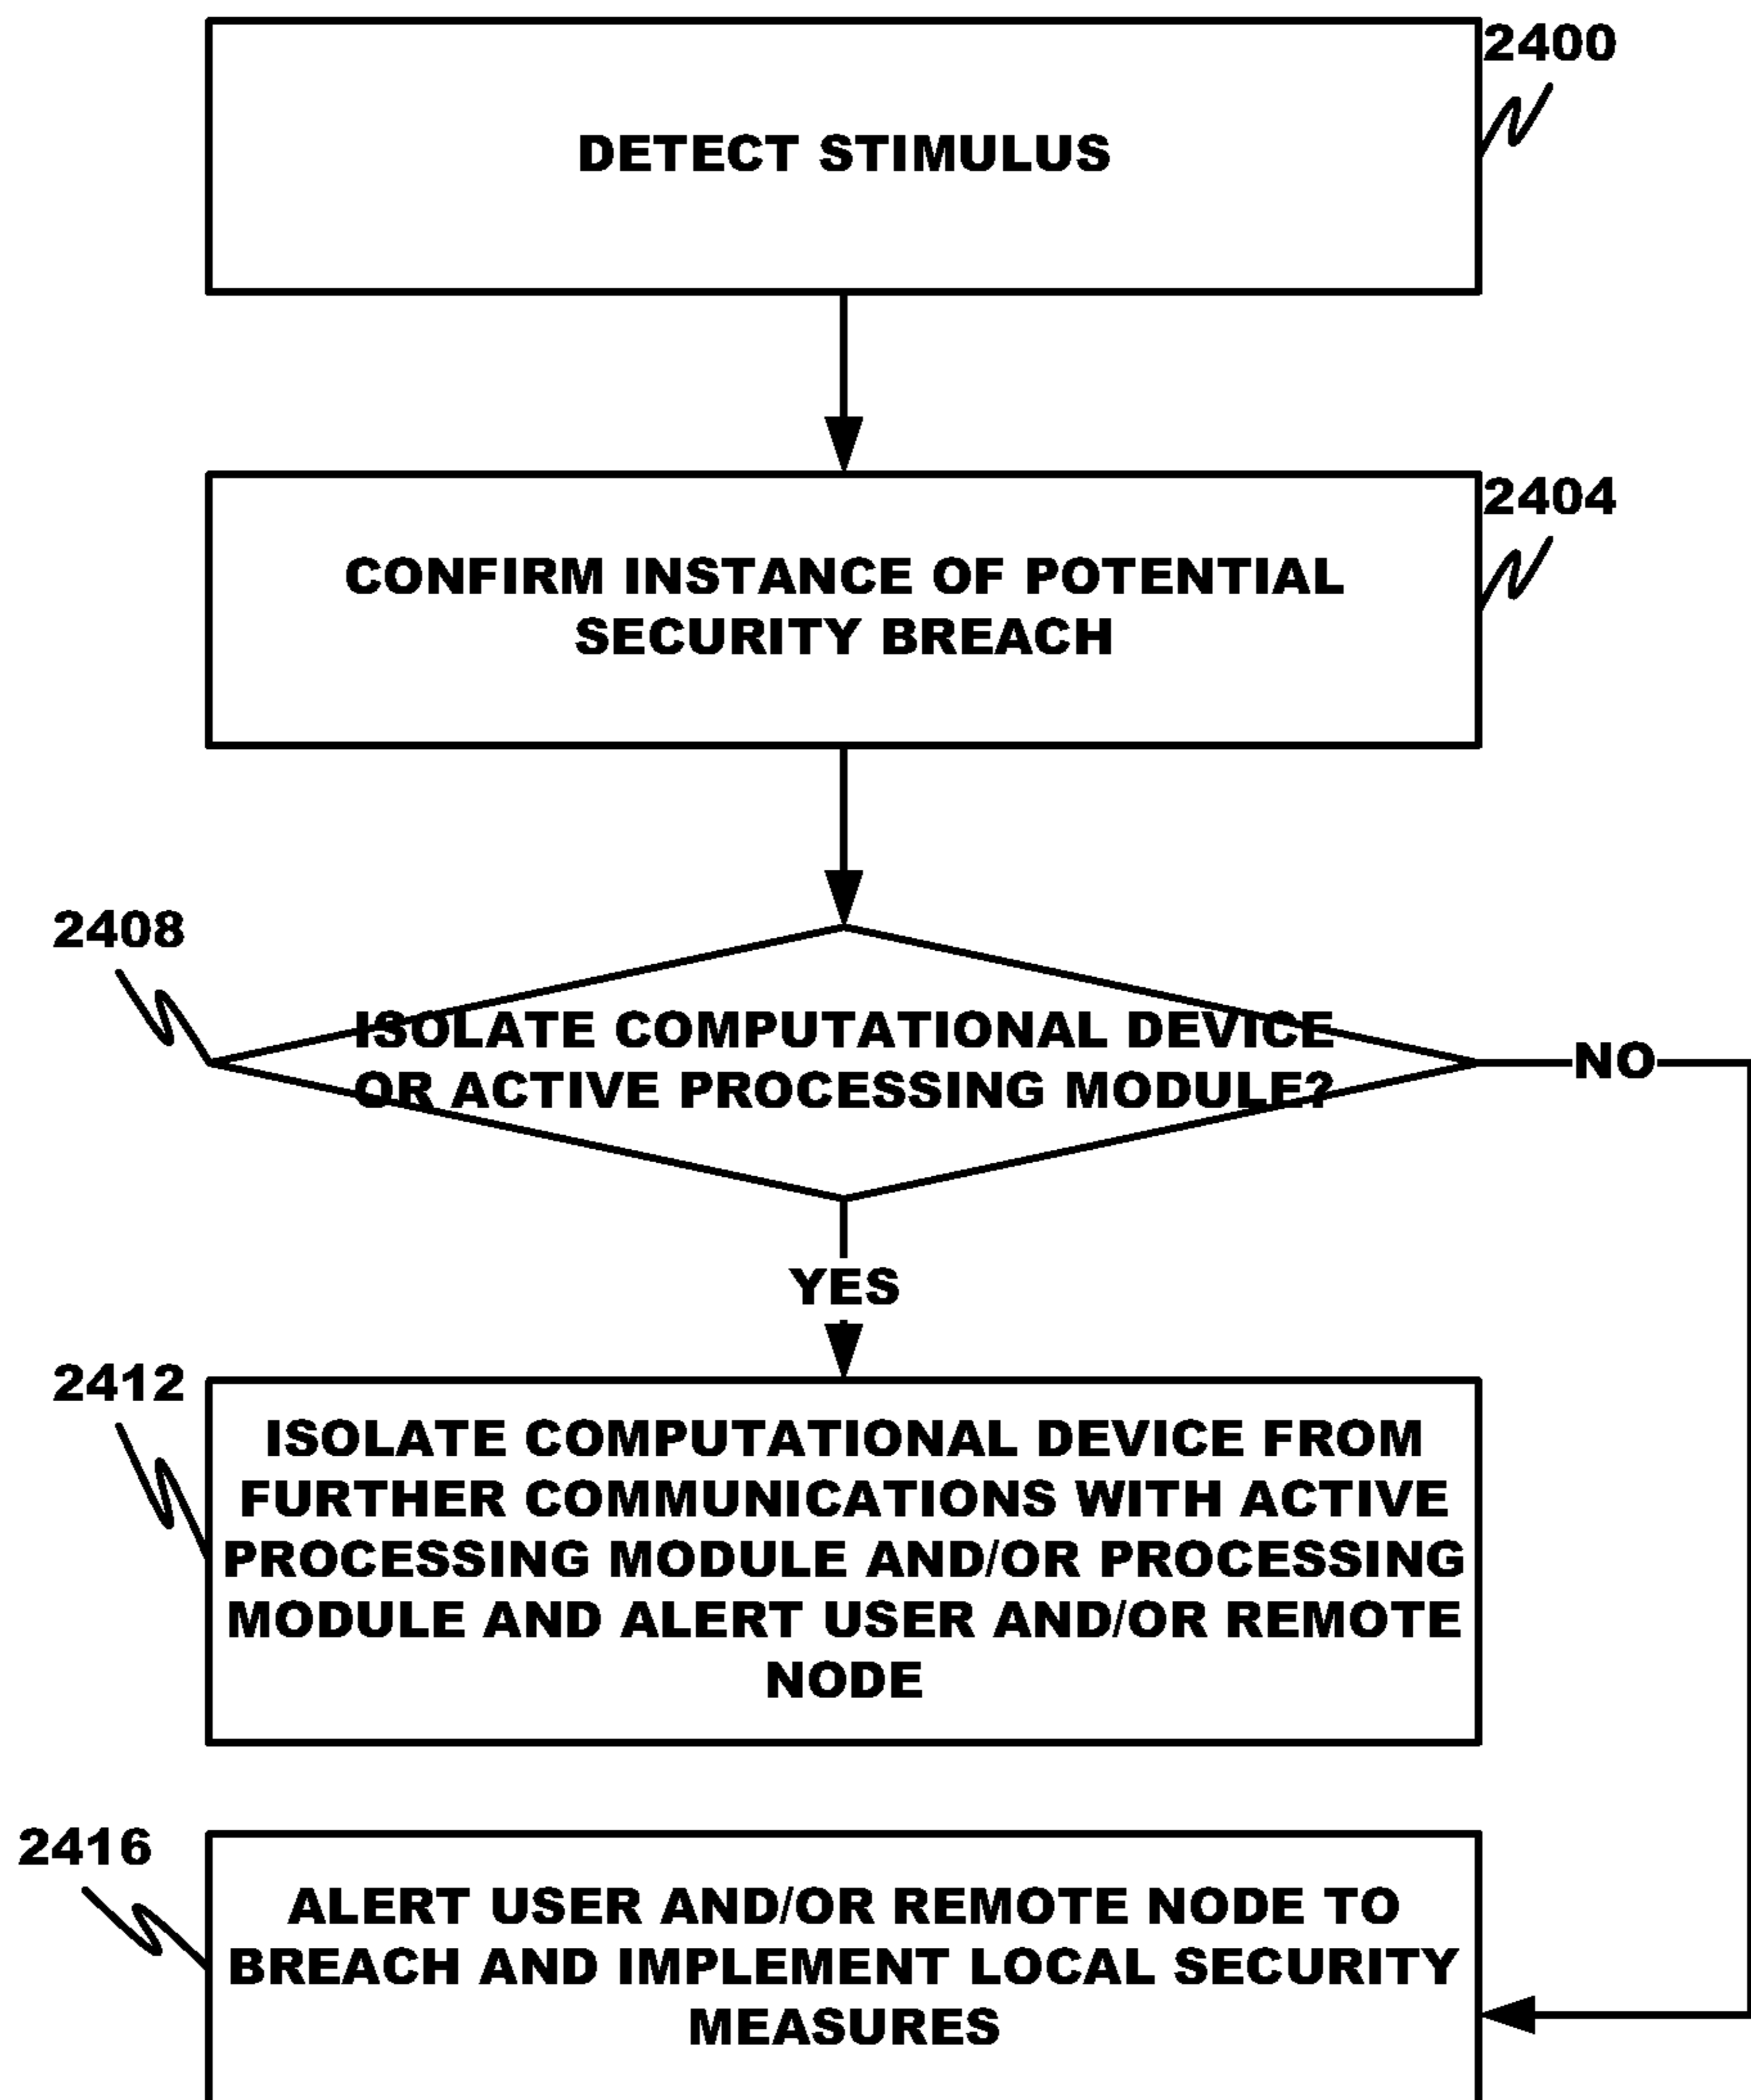 2400
DETECT STIMULUS
2404
CONFIRM INSTANCE OF POTENTIAL
SECURITY BREACH
2408
ISOLATE COMPUTATIONAL DEVICE
OR ACTIVE PROCESSING MODULE?
NO
YES
2412
ISOLATE COMPUTATIONAL DEVICE FROM
FURTHER COMMUNICATIONS WITH ACTIVE
PROCESSING MODULE AND/OR PROCESSING
MODULE AND ALERT USER AND/OR REMOTE
NODE
2416
ALERT USER AND/OR REMOTE NODE TO
BREACH AND IMPLEMENT LOCAL SECURITY
MEASURES